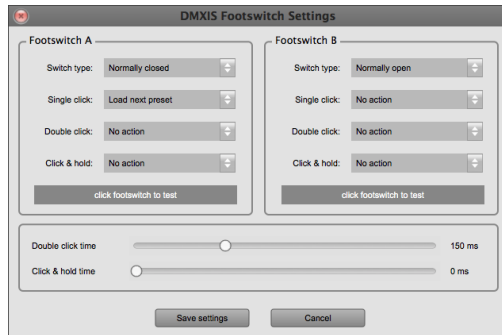 DMXIS Footswitch Settings
Footswitch A
Switch type: Normally closed
Single click: Load next preset
Double click: No action
Click & hold: No action
click footswitch to test
Footswitch B
Switch type: Normally open
Single click: No action
Double click: No action
Click & hold: No action
click footswitch to test
Double click time 150 ms
Click & hold time 0 ms
Save settings Cancel